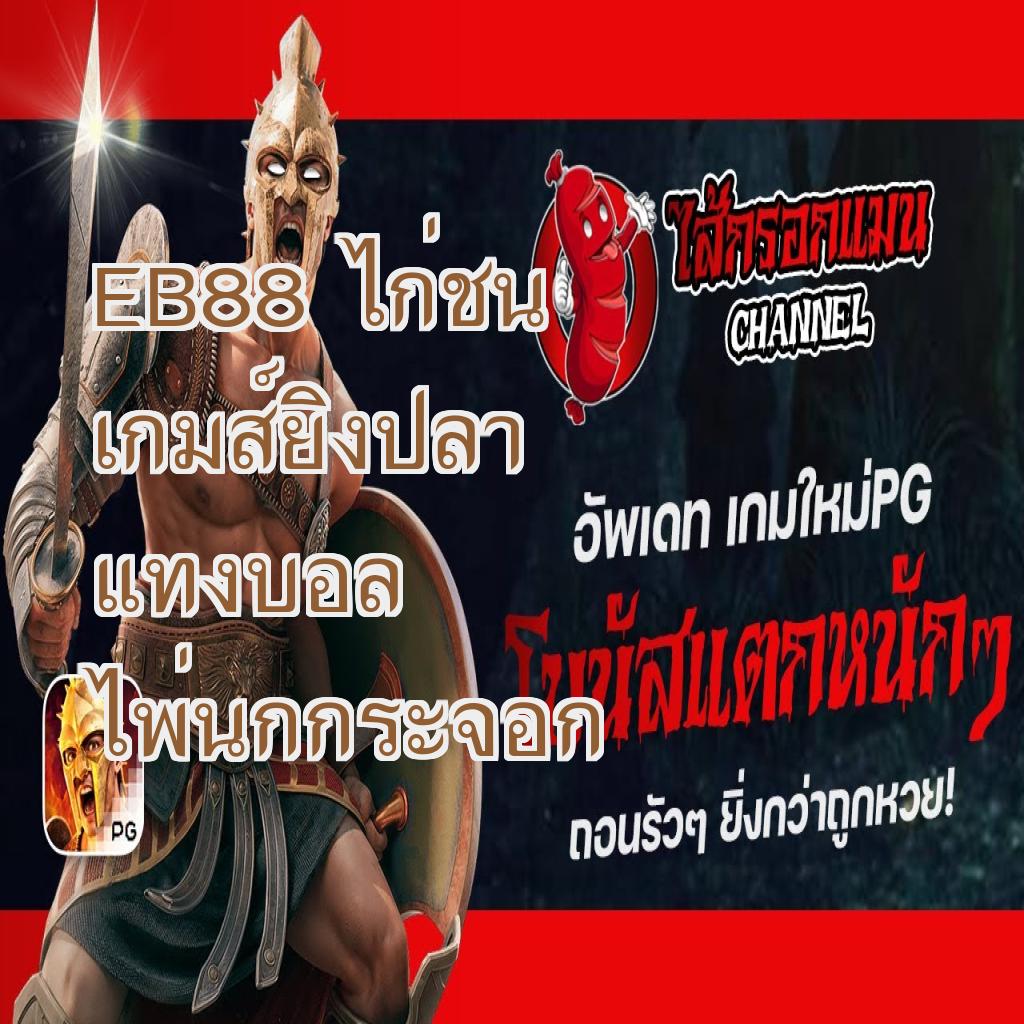 EB88 ไก่ชน
เกมส์ยิงปลา
แทงบอล
ไพ่นกกระจอก
ไส้กรอกแมน
CHANNEL
อัพเดท เกมใหม่PG
โบนัสแตกหนักๆ
ถอนรัวๆ ยิ่งกว่าถูกหวย!
PG